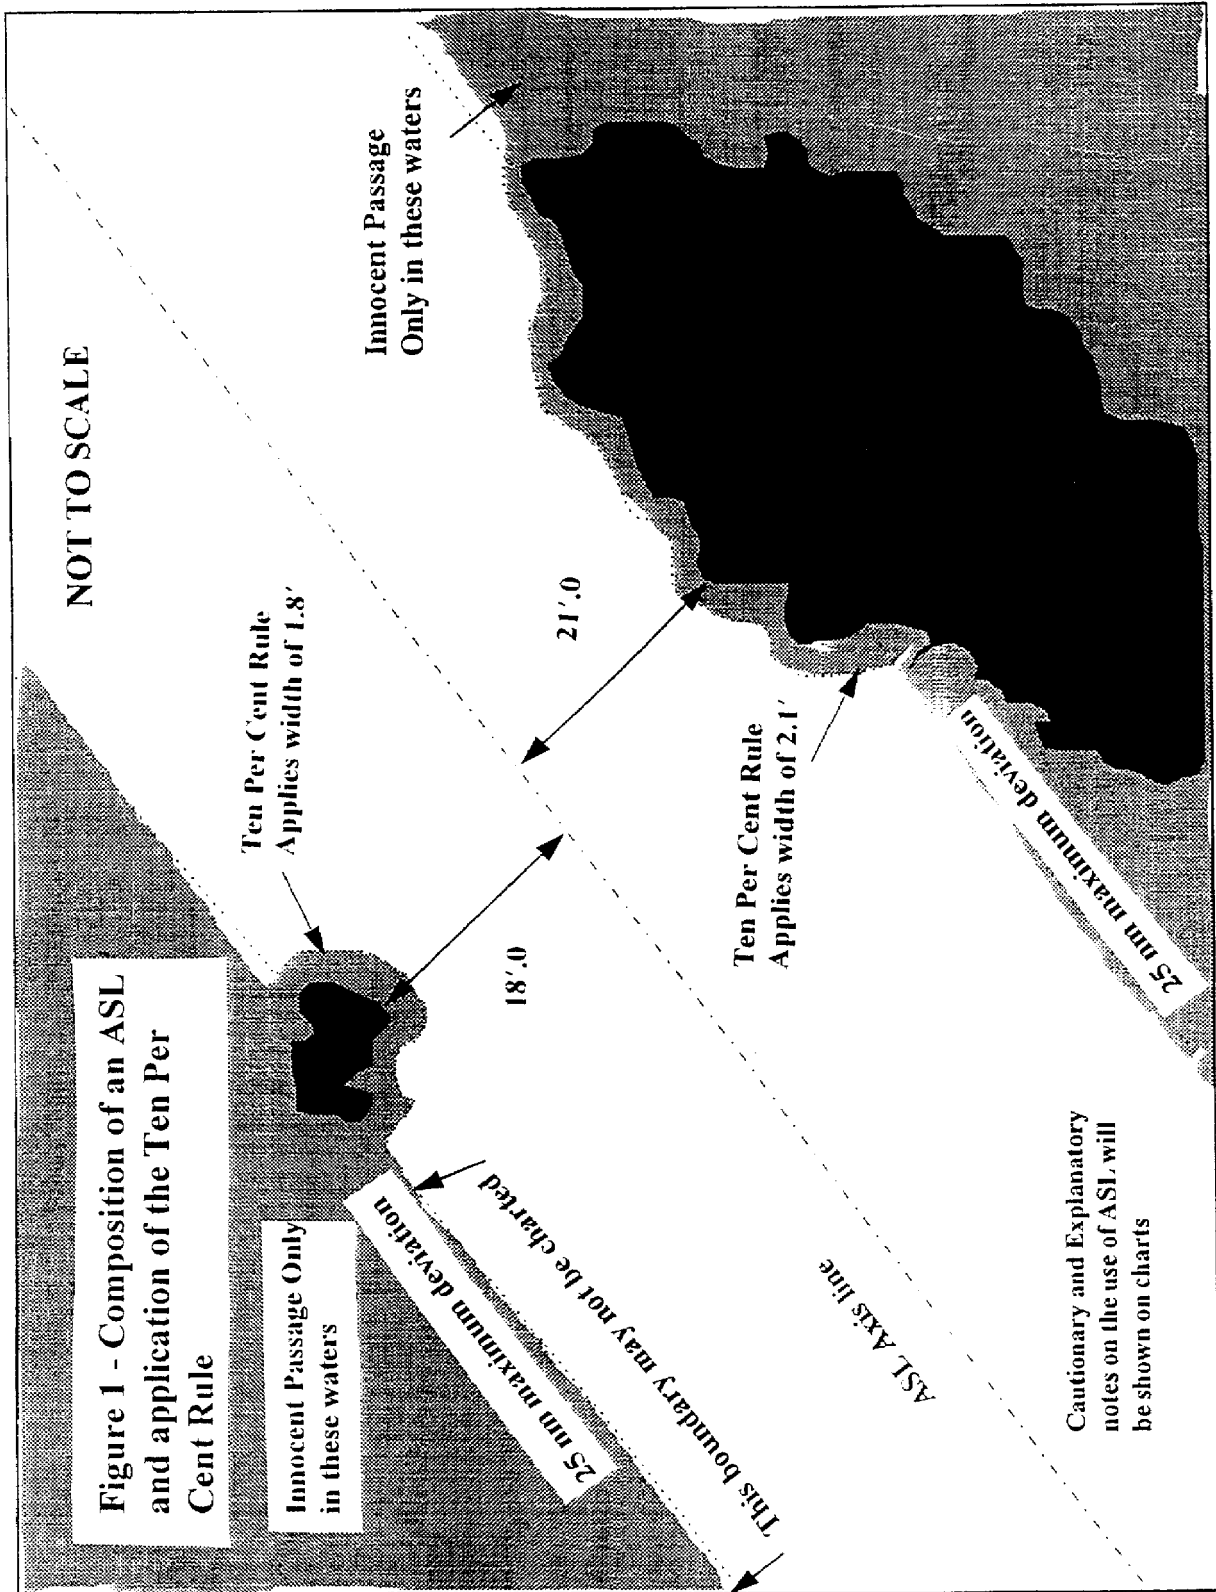 Figure 1 - Composition of an ASL
and application of the Ten Per
Cent Rule
NOT TO SCALE
Innocent Passage Only
in these waters
Ten Per Cent Rule
Applies width of 1.8′
Innocent Passage
Only in these waters
25 nm maximum deviation
This boundary may not be charted
18′.0
21′.0
Ten Per Cent Rule
Applies width of 2.1′
ASL Axis line
25 nm maximum deviation
Cautionary and Explanatory
notes on the use of ASL will
be shown on charts